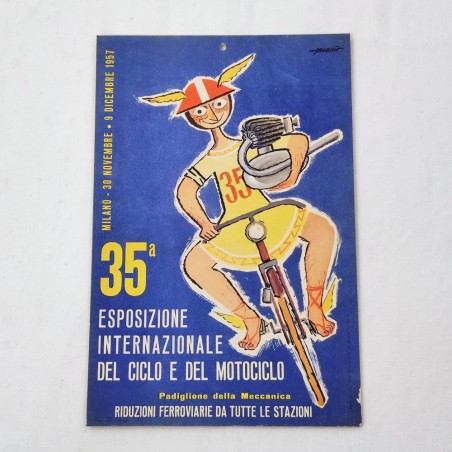 MILANO - 30 NOVEMBRE • 9 DICEMBRE 1957
35
35ª
ESPOSIZIONE
INTERNAZIONALE
DEL CICLO E DEL MOTOCICLO
Padiglione della Meccanica
RIDUZIONI FERROVIARIE DA TUTTE LE STAZIONI